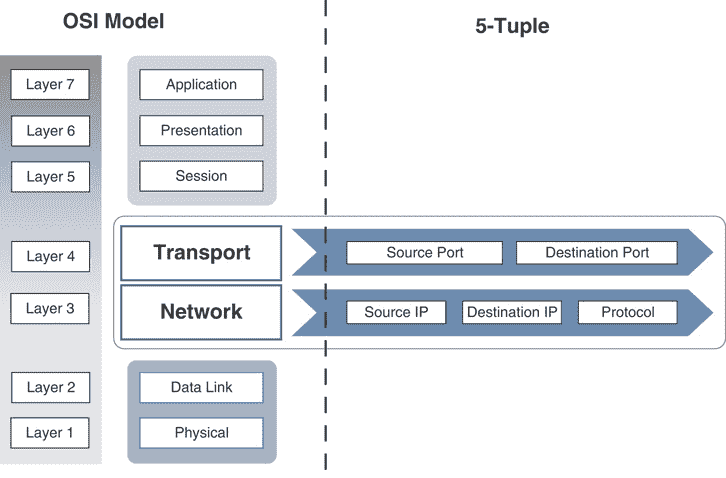 OSI Model
5-Tuple
Layer 7
Application
Layer 6
Presentation
Layer 5
Session
Layer 4
Transport
Source Port
Destination Port
Layer 3
Network
Source IP
Destination IP
Protocol
Layer 2
Data Link
Layer 1
Physical